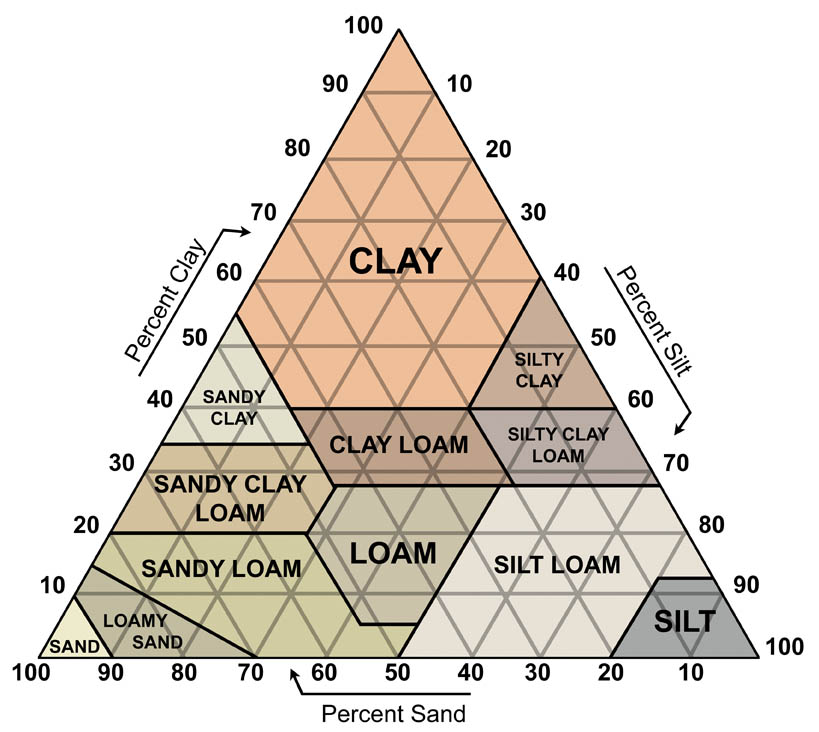 100
90 10
80 20
70 30
CLAY
60 40
Percent Clay
Percent Silt
50 50
SILTY
CLAY
40 60
SANDY
CLAY
CLAY LOAM
SILTY CLAY
LOAM
30 70
SANDY CLAY
LOAM
20 80
LOAM
SANDY LOAM
SILT LOAM
10 90
LOAMY
SAND
SILT
SAND
100
100 90 80 70 60 50 40 30 20 10
Percent Sand